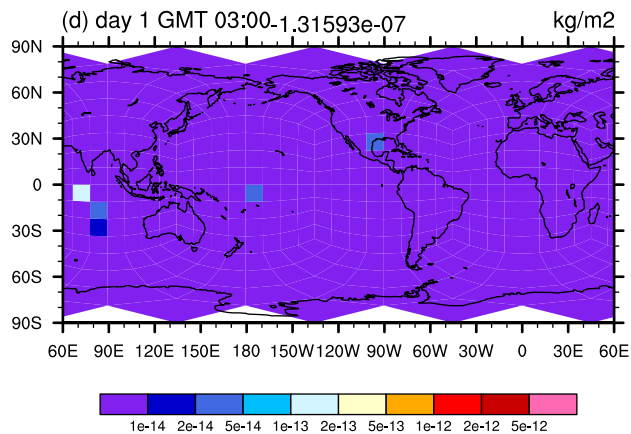 (d) day 1 GMT 03:00 -1.31593e-07 kg/m2
90N
60N
30N
0
30S
60S
90S
60E 90E 120E 150E 180 150W 120W 90W 60W 30W 0 30E 60E
1e-14 2e-14 5e-14 1e-13 2e-13 5e-13 1e-12 2e-12 5e-12